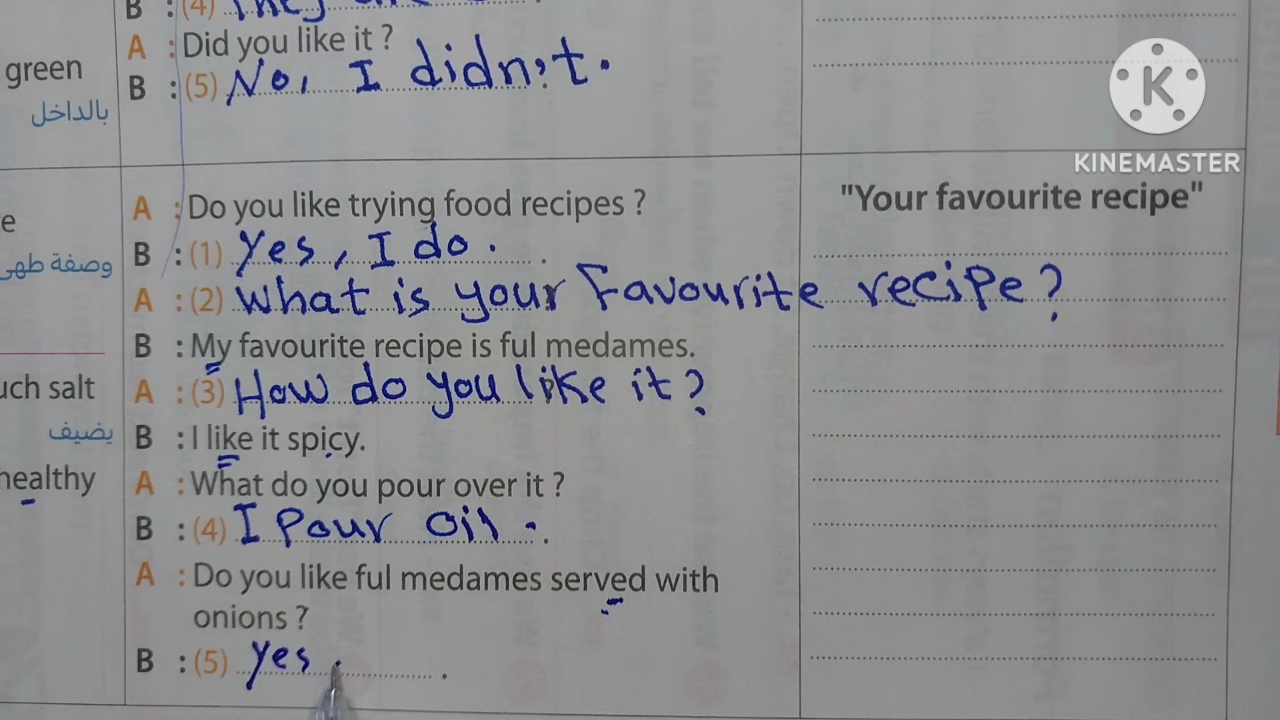 B : (4) They
A : Did you like it ?
green
B : (5) No, I didn't.
بالداخل
KINEMASTER
A : Do you like trying food recipes ?
"Your favourite recipe"
B : (1) Yes, I do.
وصفة طهى
A : (2) What is your Favourite recipe?
B : My favourite recipe is ful medames.
uch salt
A : (3) How do you like it?
يضيف
B : I like it spicy.
healthy
A : What do you pour over it ?
B : (4) I Pour oil.
A : Do you like ful medames served with
onions ?
B : (5) Yes